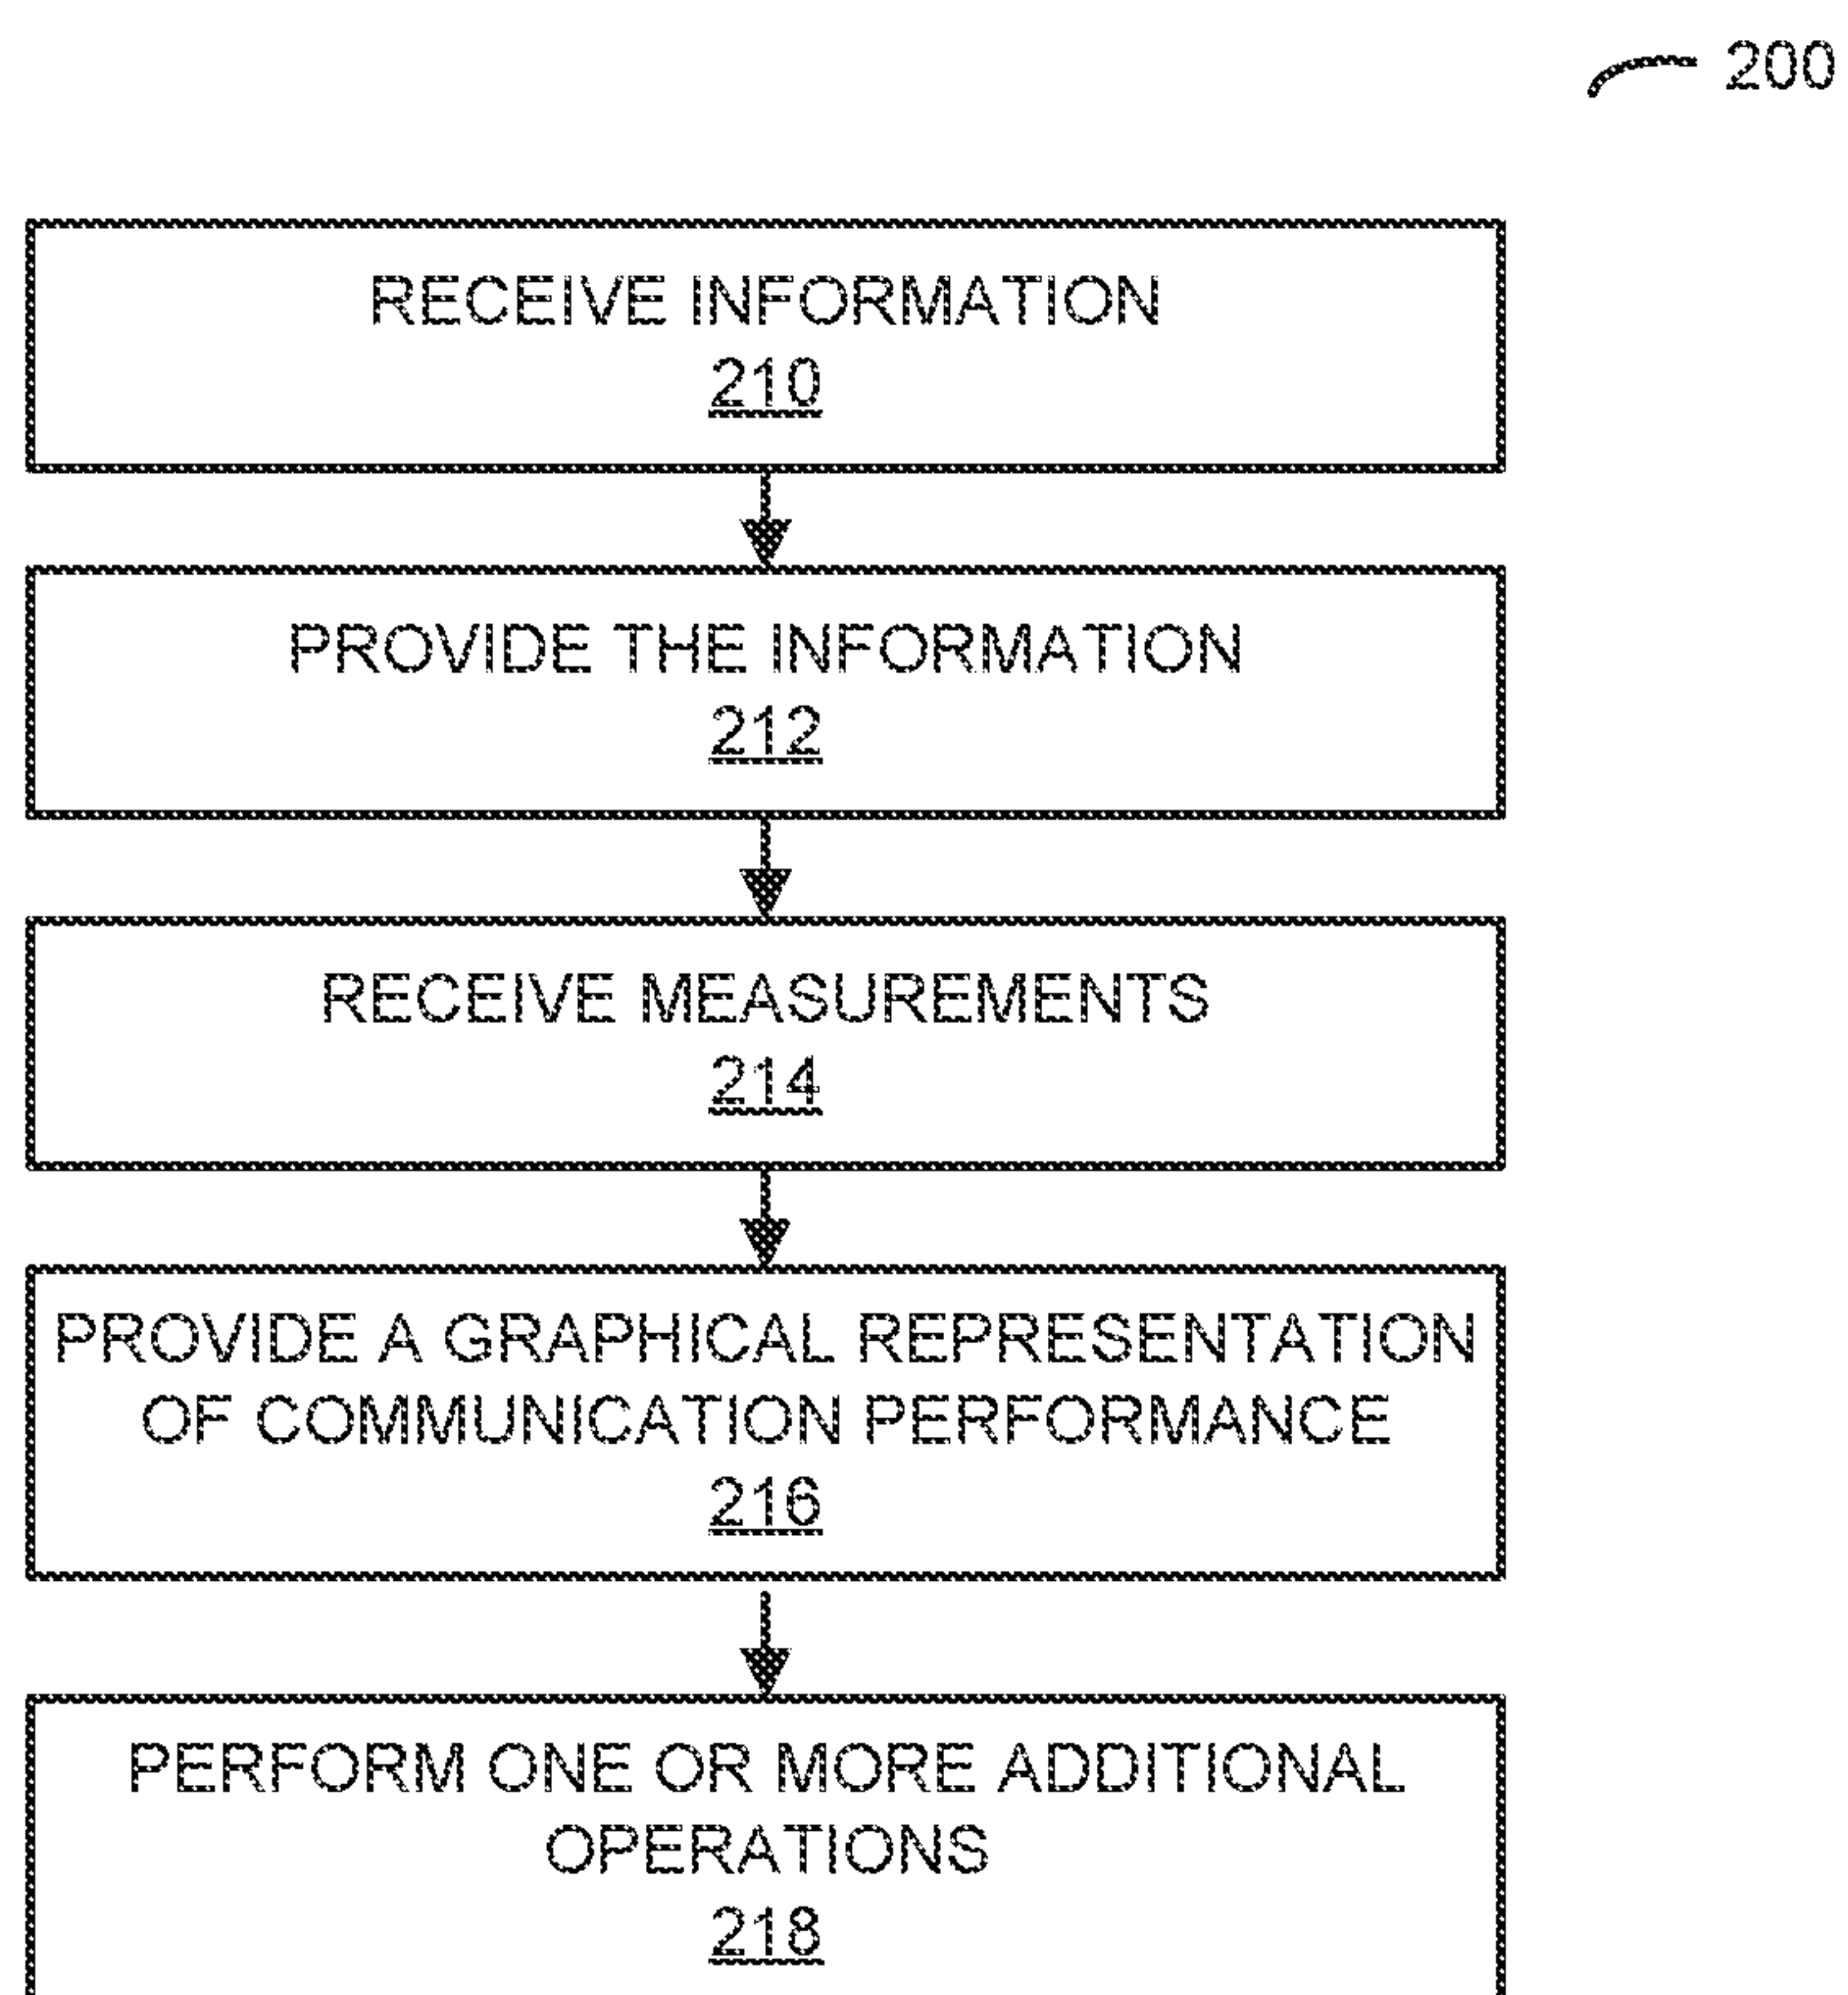 200
RECEIVE INFORMATION
210
PROVIDE THE INFORMATION
212
RECEIVE MEASUREMENTS
214
PROVIDE A GRAPHICAL REPRESENTATION
OF COMMUNICATION PERFORMANCE
216
PERFORM ONE OR MORE ADDITIONAL
OPERATIONS
218